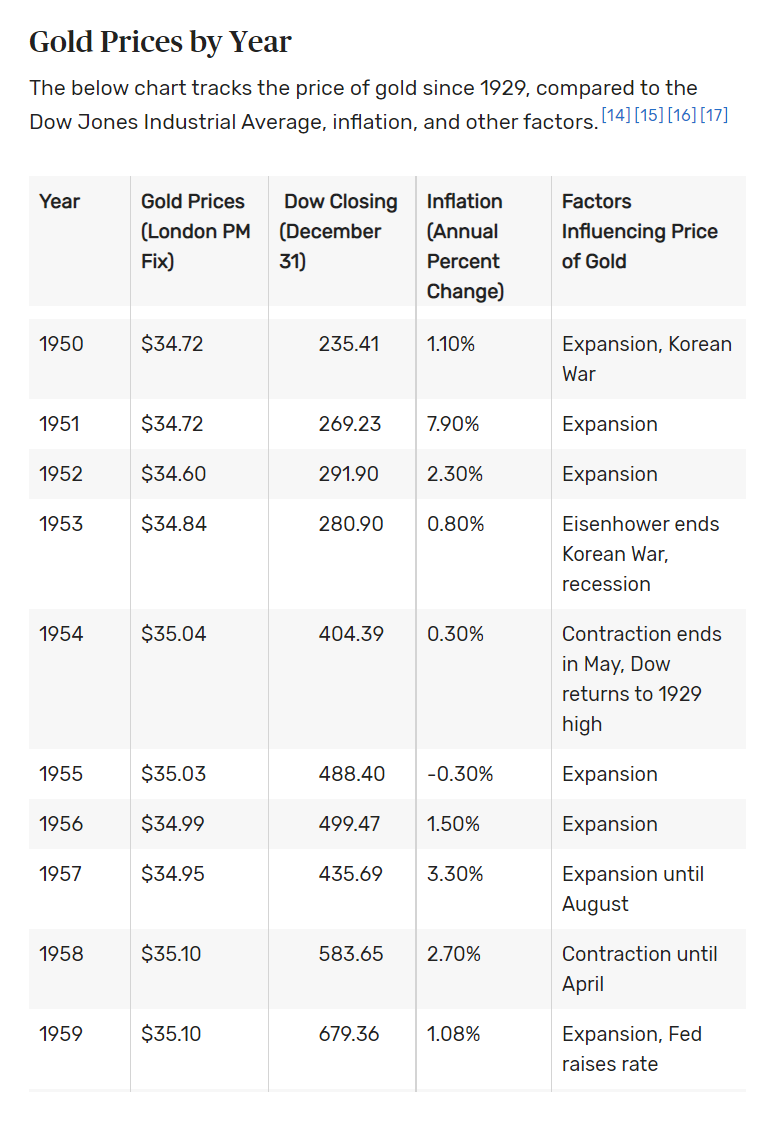 Gold Prices by Year
The below chart tracks the price of gold since 1929, compared to the
Dow Jones Industrial Average, inflation, and other factors. [14] [15] [16] [17]
Year Gold Prices (London PM Fix) Dow Closing (December 31) Inflation (Annual Percent Change) Factors Influencing Price of Gold
1950 $34.72 235.41 1.10% Expansion, Korean War
1951 $34.72 269.23 7.90% Expansion
1952 $34.60 291.90 2.30% Expansion
1953 $34.84 280.90 0.80% Eisenhower ends Korean War, recession
1954 $35.04 404.39 0.30% Contraction ends in May, Dow returns to 1929 high
1955 $35.03 488.40 -0.30% Expansion
1956 $34.99 499.47 1.50% Expansion
1957 $34.95 435.69 3.30% Expansion until August
1958 $35.10 583.65 2.70% Contraction until April
1959 $35.10 679.36 1.08% Expansion, Fed raises rate